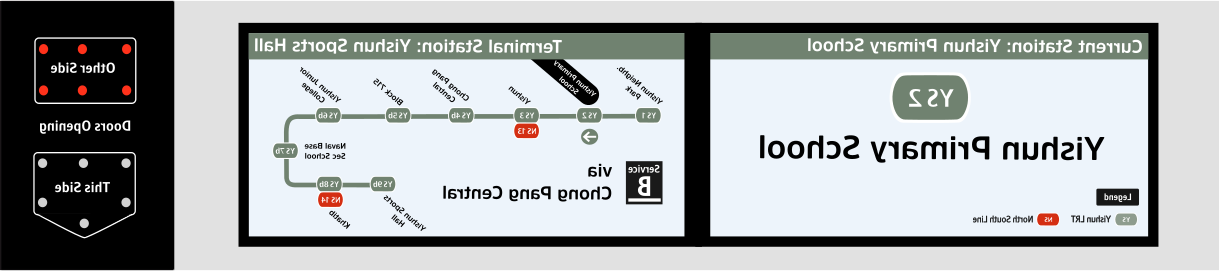 Current Station: Yishun Primary School
YS 2
Yishun Primary School
Legend
YS Yishun LRT NS North South Line
Terminal Station: Yishun Sports Hall
YS 1
Yishun Neighb.
Park
YS 2
Yishun Primary
School
YS 3
NS 13
Yishun
YS 4b
Chong Pang
Central
YS 5b
Block 715
YS 6b
Yishun Junior
College
YS 7b
Naval Base
Sec School
YS 8b
NS 14
Khatib
YS 9b
Yishun Sports
Hall
Service
B
via
Chong Pang Central
Other Side
Doors Opening
This Side